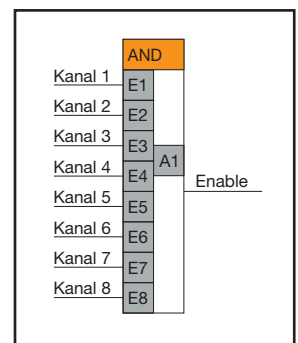 AND
Kanal 1 E1
Kanal 2 E2
Kanal 3 E3
A1
Kanal 4 E4
Enable
Kanal 5 E5
Kanal 6 E6
Kanal 7 E7
Kanal 8 E8